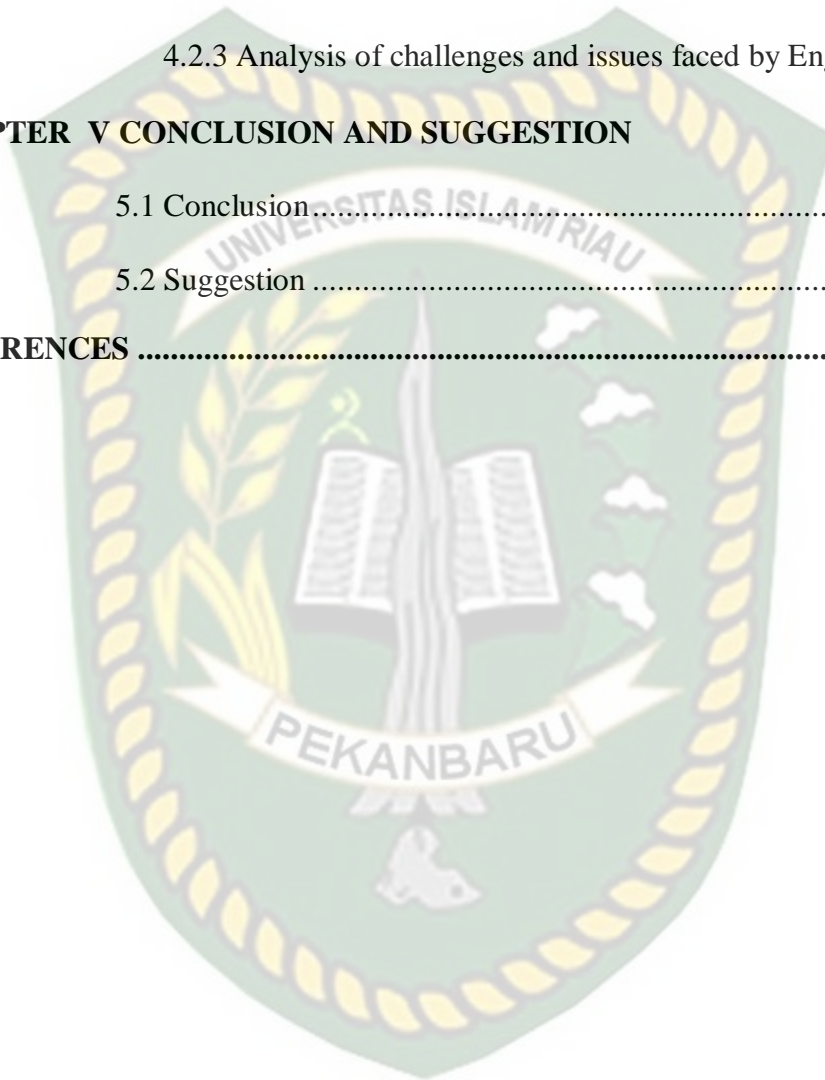 4.2.3 Analysis of challenges and issues faced by En
PTER V CONCLUSION AND SUGGESTION
UNIVERSITAS ISLAM RIAU
5.1 Conclusion.......................................................................
5.2 Suggestion .......................................................................
RENCES .....................................................................................
PEKANBARU